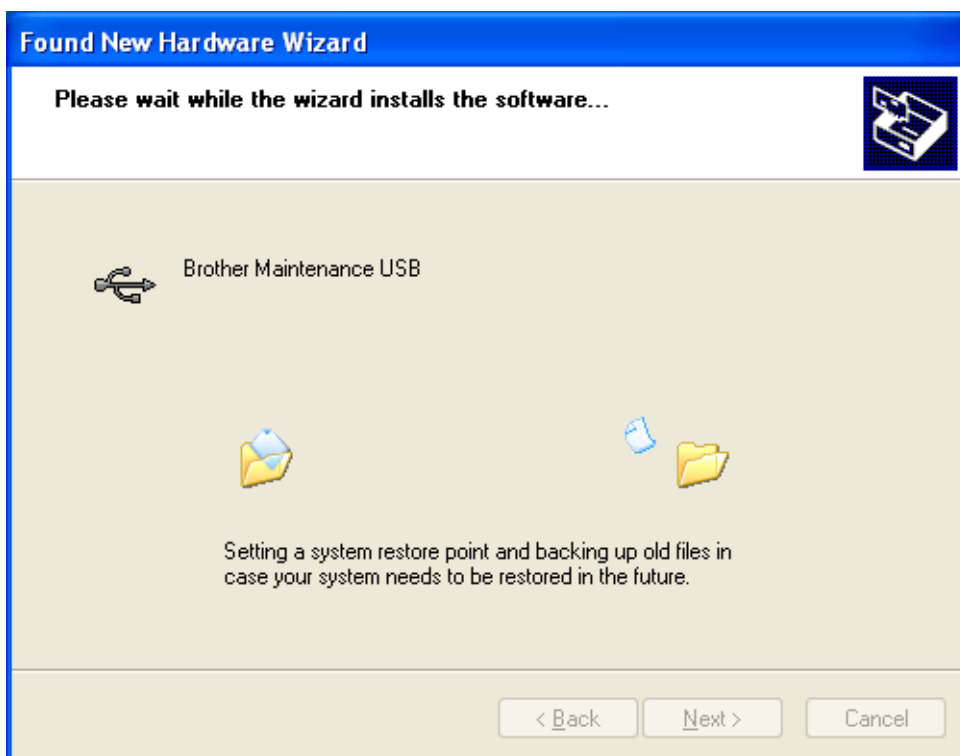 Found New Hardware Wizard
Please wait while the wizard installs the software...
Brother Maintenance USB
Setting a system restore point and backing up old files in
case your system needs to be restored in the future.
< Back Next > Cancel